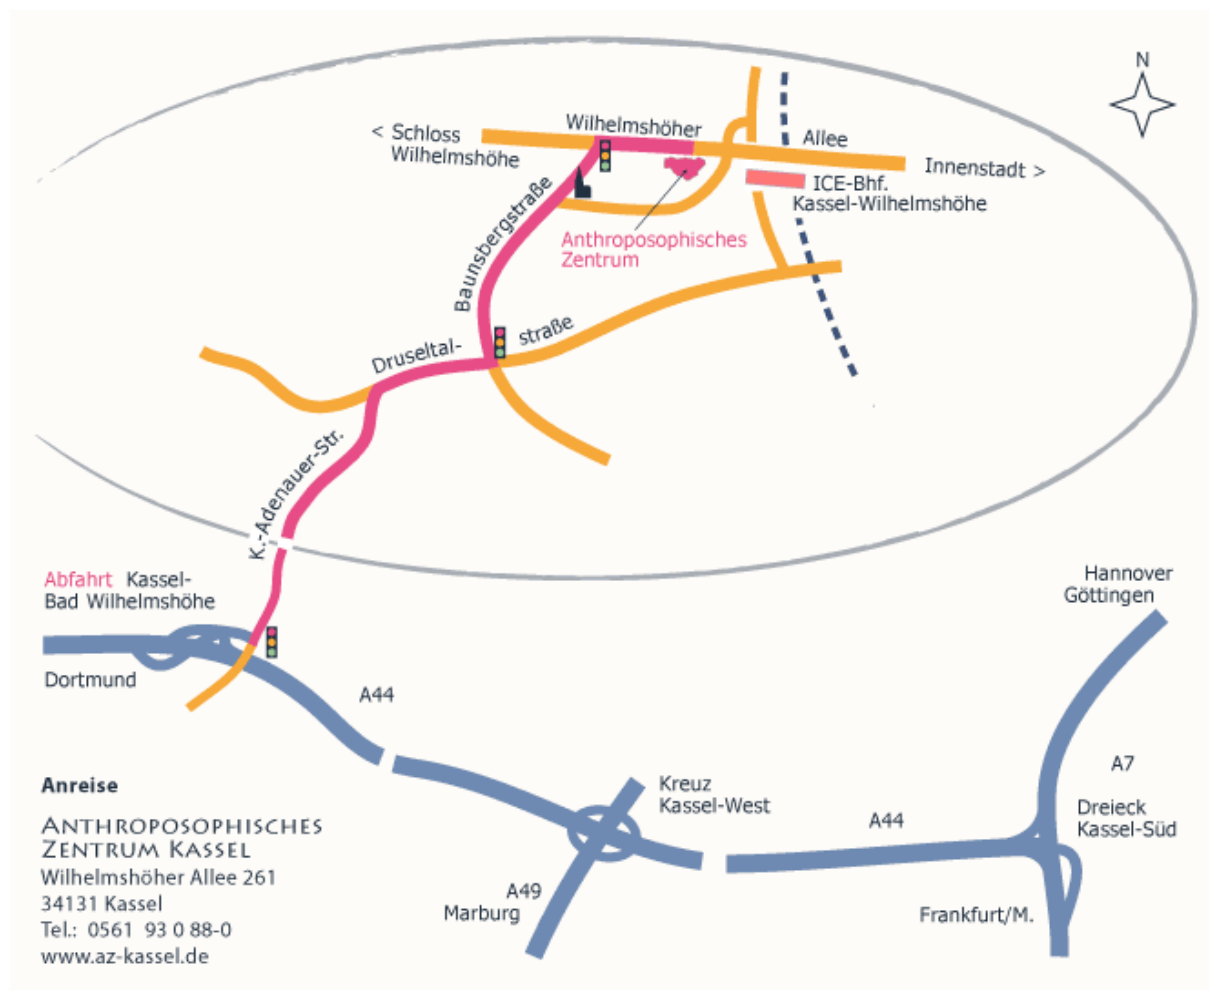 N
Wilhelmshöher
Allee
< Schloss
Wilhelmshöhe
Innenstadt >
ICE-Bhf.
Kassel-Wilhelmshöhe
Baunsbergstraße
Anthroposophisches
Zentrum
Druseltal-
straße
K.-Adenauer-Str.
Abfahrt Kassel-
Bad Wilhelmshöhe
Dortmund
A44
Hannover
Göttingen
A7
Kreuz
Kassel-West
A44
Dreieck
Kassel-Süd
A49
Marburg
Frankfurt/M.
Anreise
ANTHROPOSOPHISCHES
ZENTRUM KASSEL
Wilhelmshöher Allee 261
34131 Kassel
Tel.: 0561 93 0 88-0
www.az-kassel.de